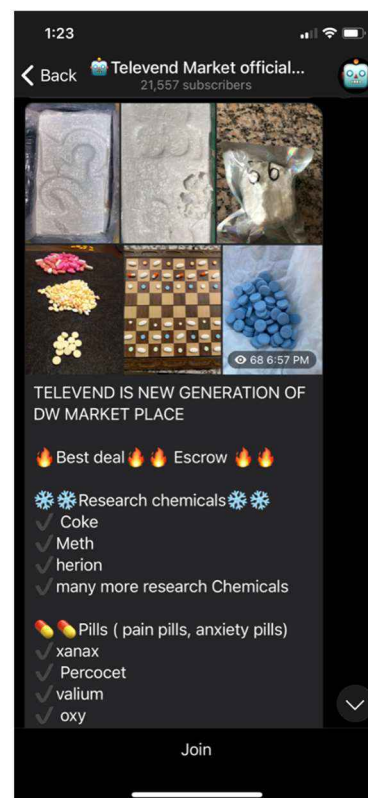 1:23
Back
Televend Market official...
21,557 subscribers
56
68 6:57 PM
TELEVEND IS NEW GENERATION OF
DW MARKET PLACE
Best deal Escrow
Research chemicals
Coke
Meth
herion
many more research Chemicals
Pills ( pain pills, anxiety pills)
xanax
Percocet
valium
oxy
Join